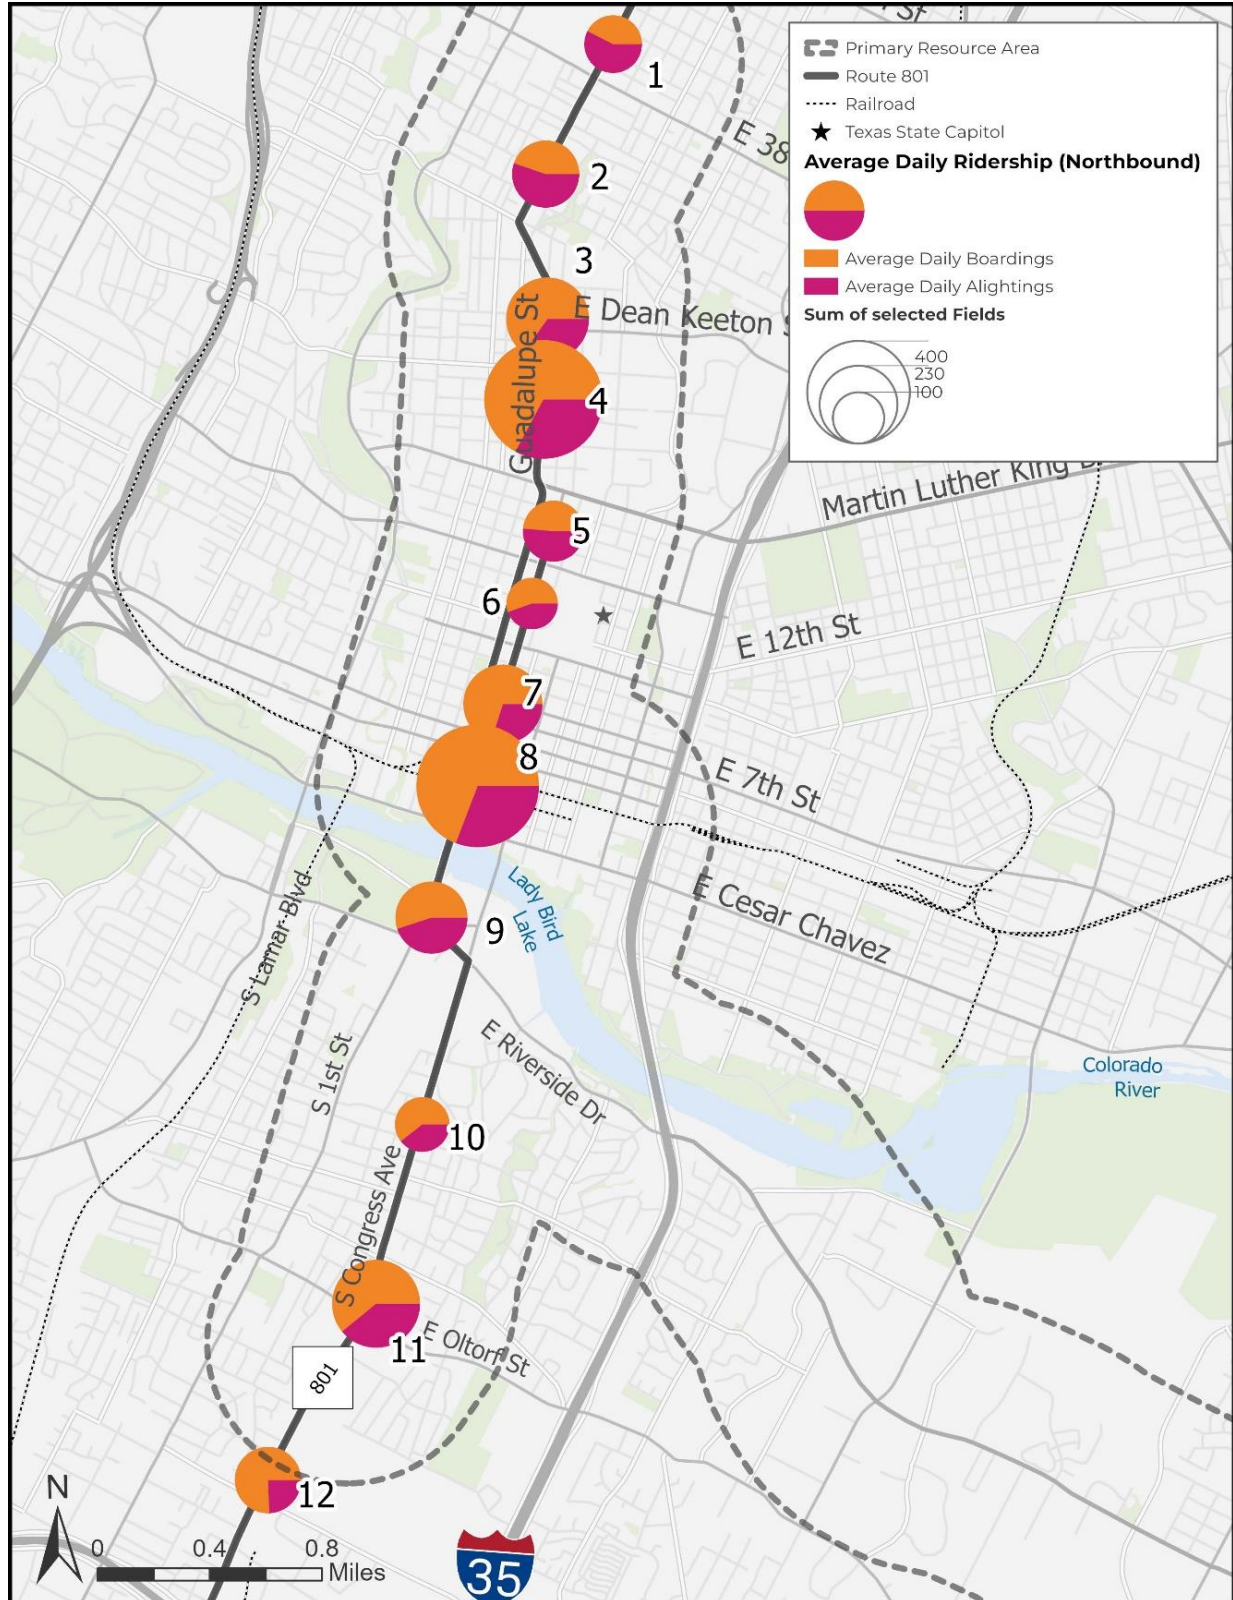 St
Primary Resource Area
Route 801
Railroad
Texas State Capitol
Average Daily Ridership (Northbound)
Average Daily Boardings
Average Daily Alightings
Sum of selected Fields
400
230
100
1
E 38
2
3
E Dean Keeton
Guadalupe St
4
Martin Luther King
5
6
E 12th St
7
8
E 7th St
E Cesar Chavez
Lady Bird
Lake
9
S Lamar Blvd
S 1st St
E Riverside Dr
Colorado
River
10
S Congress Ave
11
E Oltorf St
801
12
N
0 0.4 0.8
Miles
35